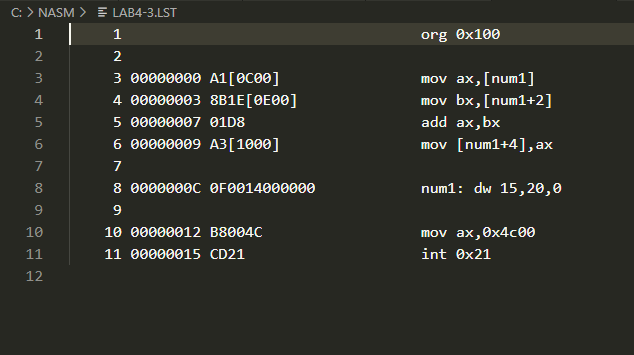 C: > NASM > LAB4-3.LST
1 1 org 0x100
2 2
3 3 00000000 A1[0C00] mov ax,[num1]
4 4 00000003 8B1E[0E00] mov bx,[num1+2]
5 5 00000007 01D8 add ax,bx
6 6 00000009 A3[1000] mov [num1+4],ax
7 7
8 8 0000000C 0F0014000000 num1: dw 15,20,0
9 9
10 10 00000012 B8004C mov ax,0x4c00
11 11 00000015 CD21 int 0x21
12